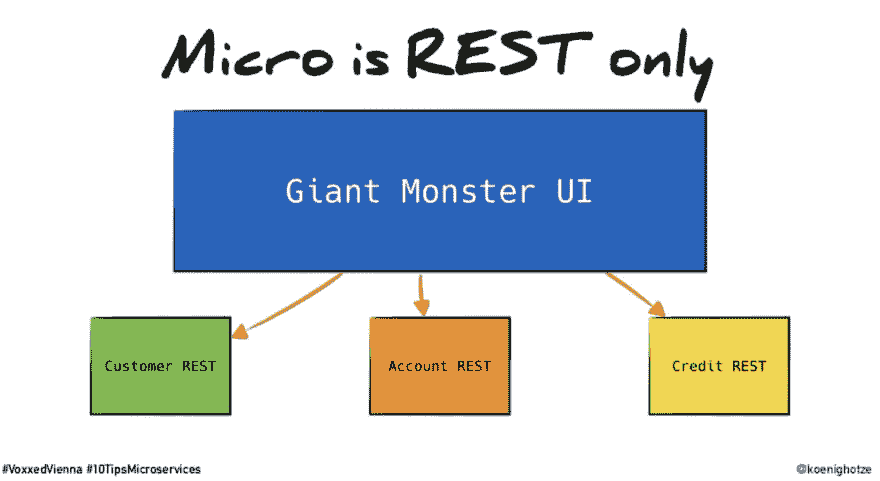 Micro is REST only
Giant Monster UI
Customer REST
Account REST
Credit REST
#VoxxedVienna #10TipsMicroservices
@koenighotze